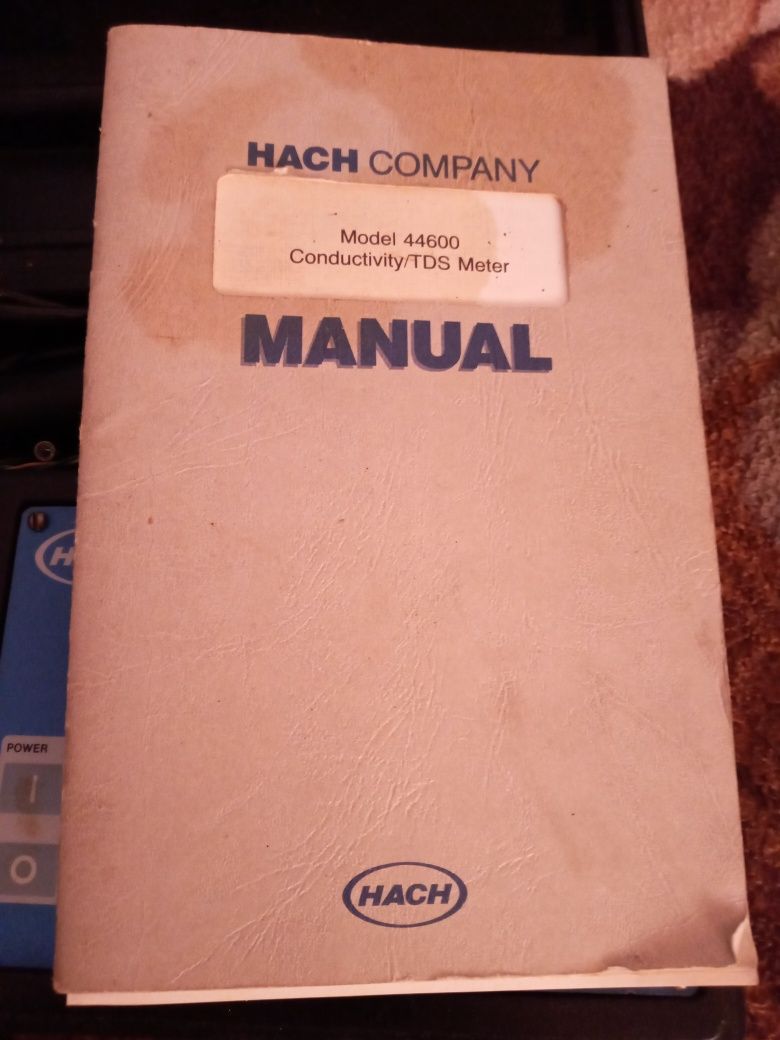 HACH COMPANY
Model 44600
Conductivity/TDS Meter
MANUAL
H
POWER
I
O
HACH